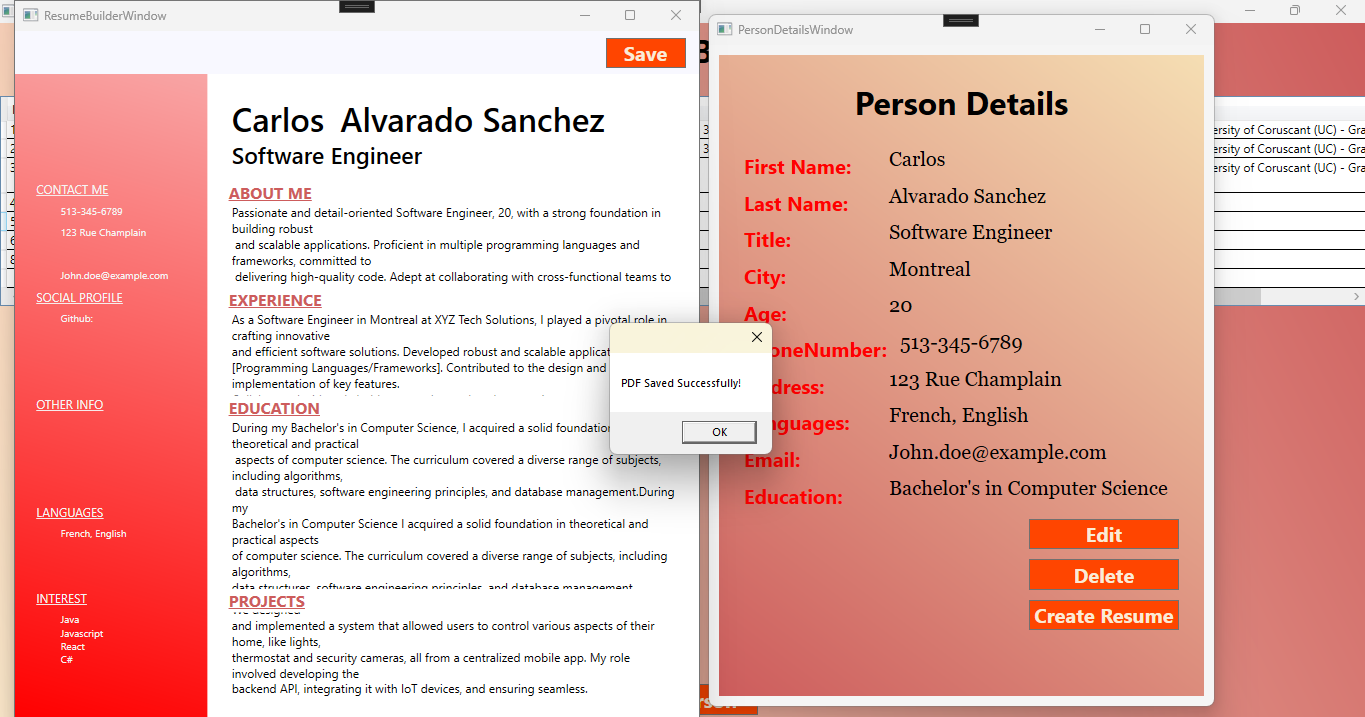 ResumeBuilderWindow
Save
CONTACT ME
513-345-6789
123 Rue Champlain
John.doe@example.com
SOCIAL PROFILE
Github:
OTHER INFO
LANGUAGES
French, English
INTEREST
Java
Javascript
React
C#
Carlos  Alvarado Sanchez
Software Engineer
ABOUT ME
Passionate and detail-oriented Software Engineer, 20, with a strong foundation in
building robust
and scalable applications. Proficient in multiple programming languages and
frameworks, committed to
delivering high-quality code. Adept at collaborating with cross-functional teams to
EXPERIENCE
As a Software Engineer in Montreal at XYZ Tech Solutions, I played a pivotal role in
crafting innovative
and efficient software solutions. Developed robust and scalable
[Programming Languages/Frameworks]. Contributed to the design and
implementation of key features.
EDUCATION
During my Bachelor's in Computer Science, I acquired a solid
theoretical and practical
aspects of computer science. The curriculum covered a diverse range of subjects,
including algorithms,
data structures, software engineering principles, and database management.During
my
Bachelor's in Computer Science I acquired a solid foundation in theoretical and
practical aspects
of computer science. The curriculum covered a diverse range of subjects, including
algorithms,
data structures, software engineering principles, and database management
PROJECTS
We designed
and implemented a system that allowed users to control various aspects of their
home, like lights,
thermostat and security cameras, all from a centralized mobile app. My role
involved developing the
backend API, integrating it with IoT devices, and ensuring seamless.
PDF Saved Successfully!
OK
PersonDetailsWindow
Person Details
First Name: Carlos
Last Name: Alvarado Sanchez
Title: Software Engineer
City: Montreal
Age: 20
oneNumber: 513-345-6789
dress: 123 Rue Champlain
nguages: French, English
Email: John.doe@example.com
Education: Bachelor's in Computer Science
Edit
Delete
Create Resume
ersity of Coruscant (UC) - Gra
ersity of Coruscant (UC) - Gra
ersity of Coruscant (UC) - Gra